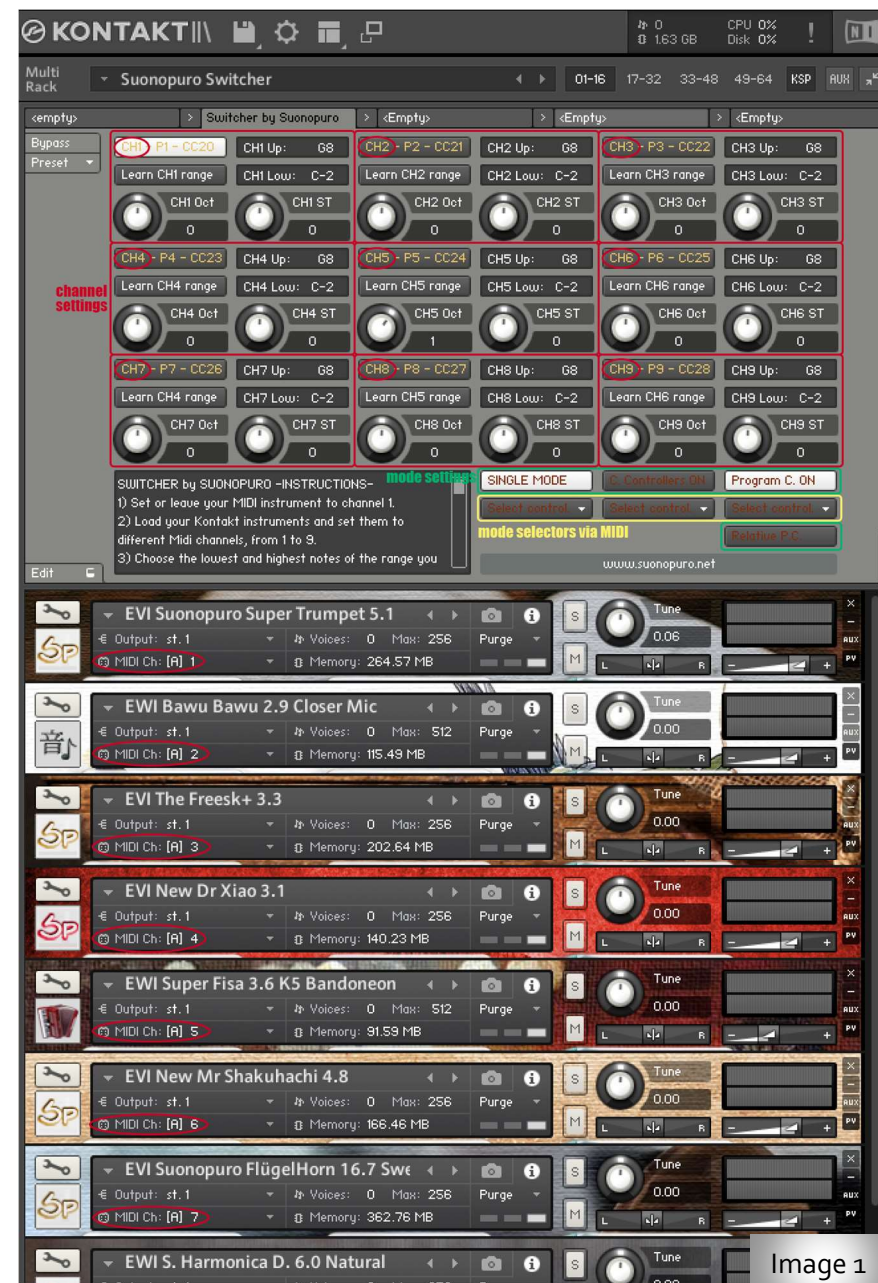 KONTAKT
0
1.63 GB
CPU 0%
Disk 0%
!
NI
Multi
Rack
Suonopuro Switcher
01-16 17-32 33-48 49-64 KSP AUX
<empty> > Switcher by Suonopuro > <Empty> > <Empty> > <Empty>
Bypass
Preset
CH1 - P1 - CC20 CH1 Up: G8 CH2 - P2 - CC21 CH2 Up: G8 CH3 - P3 - CC22 CH3 Up: G8
Learn CH1 range CH1 Low: C-2 Learn CH2 range CH2 Low: C-2 Learn CH3 range CH3 Low: C-2
CH1 Oct CH1 ST CH2 Oct CH2 ST CH3 Oct CH3 ST
0 0 0 0 0 0
CH4 - P4 - CC23 CH4 Up: G8 CH5 - P5 - CC24 CH5 Up: G8 CH6 - P6 - CC25 CH6 Up: G8
channel
settings
Learn CH4 range CH4 Low: C-2 Learn CH5 range CH5 Low: C-2 Learn CH6 range CH6 Low: C-2
CH4 Oct CH4 ST CH5 Oct CH5 ST CH6 Oct CH6 ST
0 0 1 0 0 0
CH7 - P7 - CC26 CH7 Up: G8 CH8 - P8 - CC27 CH8 Up: G8 CH9 - P9 - CC28 CH9 Up: G8
Learn CH4 range CH7 Low: C-2 Learn CH5 range CH8 Low: C-2 Learn CH6 range CH9 Low: C-2
CH7 Oct CH7 ST CH8 Oct CH8 ST CH9 Oct CH9 ST
0 0 0 0 0 0
SWITCHER by SUONOPURO -INSTRUCTIONS-
1) Set or leave your MIDI instrument to channel 1.
2) Load your Kontakt instruments and set them to
different Midi channels, from 1 to 9.
3) Choose the lowest and highest notes of the range you
mode settings
SINGLE MODE C. Controllers ON Program C. ON
Select control. Select control. Select control.
mode selectors via MIDI
Relative P.C.
www.suonopuro.net
Edit
EVI Suonopuro Super Trumpet 5.1
Output: st. 1 Voices: 0 Max: 256 Purge
MIDI Ch: [A] 1 Memory: 264.57 MB
S M Tune 0.06 L R - + × - AUX PV
SP
EWI Bawu Bawu 2.9 Closer Mic
Output: st. 1 Voices: 0 Max: 512 Purge
MIDI Ch: [A] 2 Memory: 115.49 MB
S M Tune 0.00 L R - + × - AUX PV
音
EVI The Freesk+ 3.3
Output: st. 1 Voices: 0 Max: 256 Purge
MIDI Ch: [A] 3 Memory: 202.64 MB
S M Tune 0.00 L R - + × - AUX PV
SP
EVI New Dr Xiao 3.1
Output: st. 1 Voices: 0 Max: 256 Purge
MIDI Ch: [A] 4 Memory: 140.23 MB
S M Tune 0.00 L R - + × - AUX PV
SP
EWI Super Fisa 3.6 K5 Bandoneon
Output: st. 1 Voices: 0 Max: 512 Purge
MIDI Ch: [A] 5 Memory: 91.59 MB
S M Tune 0.00 L R - + × - AUX PV
EVI New Mr Shakuhachi 4.8
Output: st. 1 Voices: 0 Max: 256 Purge
MIDI Ch: [A] 6 Memory: 166.46 MB
S M Tune 0.00 L R - + × - AUX PV
SP
EVI Suonopuro FlügelHorn 16.7 Swe
Output: st. 1 Voices: 0 Max: 256 Purge
MIDI Ch: [A] 7 Memory: 362.76 MB
S M Tune 0.00 L R - + × - AUX PV
SP
EWI S. Harmonica D. 6.0 Natural
S Tune
Image 1